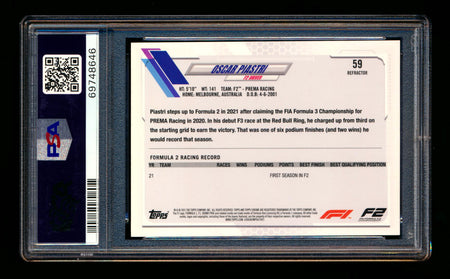 69748646
PSA
OSCAR PIASTRI
F2 DRIVER
59
REFRACTOR
HT: 5'10" WT: 141 TEAM: F2™ - PREMA RACING
HOME: MELBOURNE, AUSTRALIA D.O.B.: 4-6-2001
Piastri steps up to Formula 2 in 2021 after claiming the FIA Formula 3 Championship for
PREMA Racing in 2020. In his debut F3 race at the Red Bull Ring, he charged up from third on
the starting grid to earn the victory. That was one of six podium finishes (and two wins) he
would record that season.
FORMULA 2 RACING RECORD
YR TEAM RACES WINS PODIUMS POINTS BEST FINISH BEST QUALIFYING POSITION
21 FIRST SEASON IN F2
Topps
F1
F2